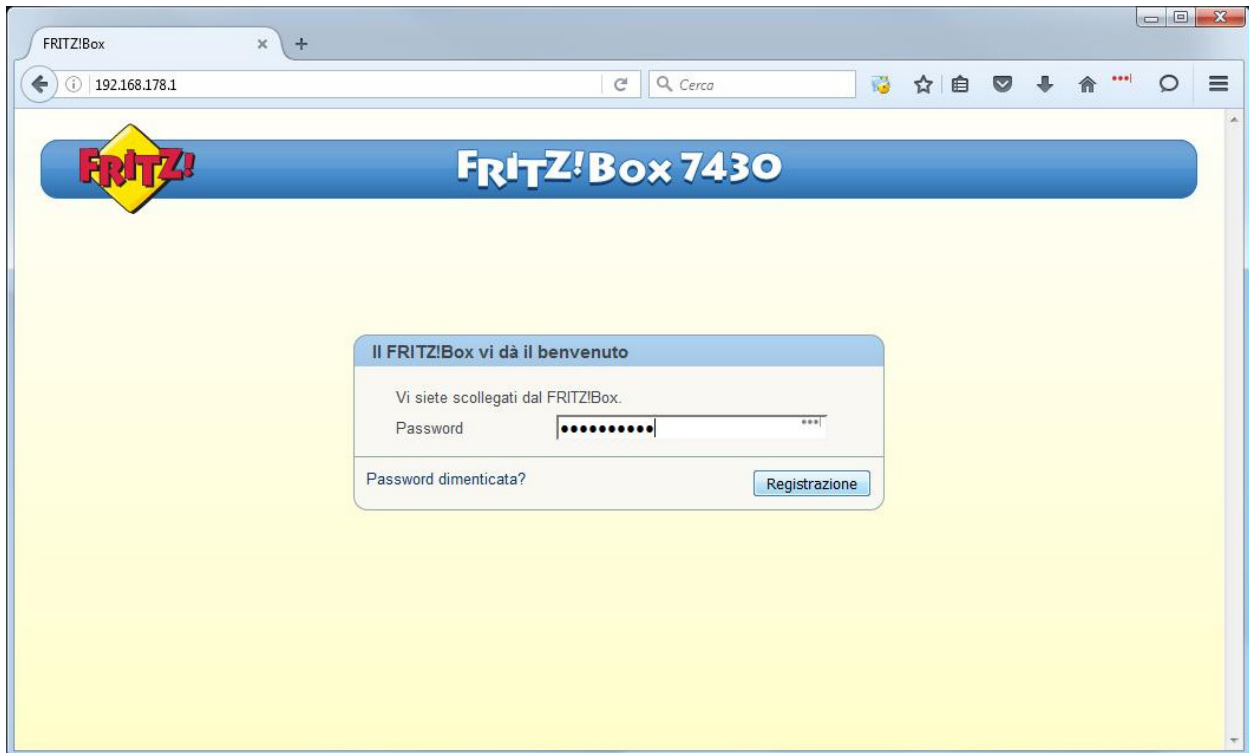 FRITZ!Box
192.168.178.1
Cerca
FRITZ!
FRITZ!Box 7430
Il FRITZ!Box vi dà il benvenuto
Vi siete scollegati dal FRITZ!Box.
Password ••••••••••
Password dimenticata? Registrazione